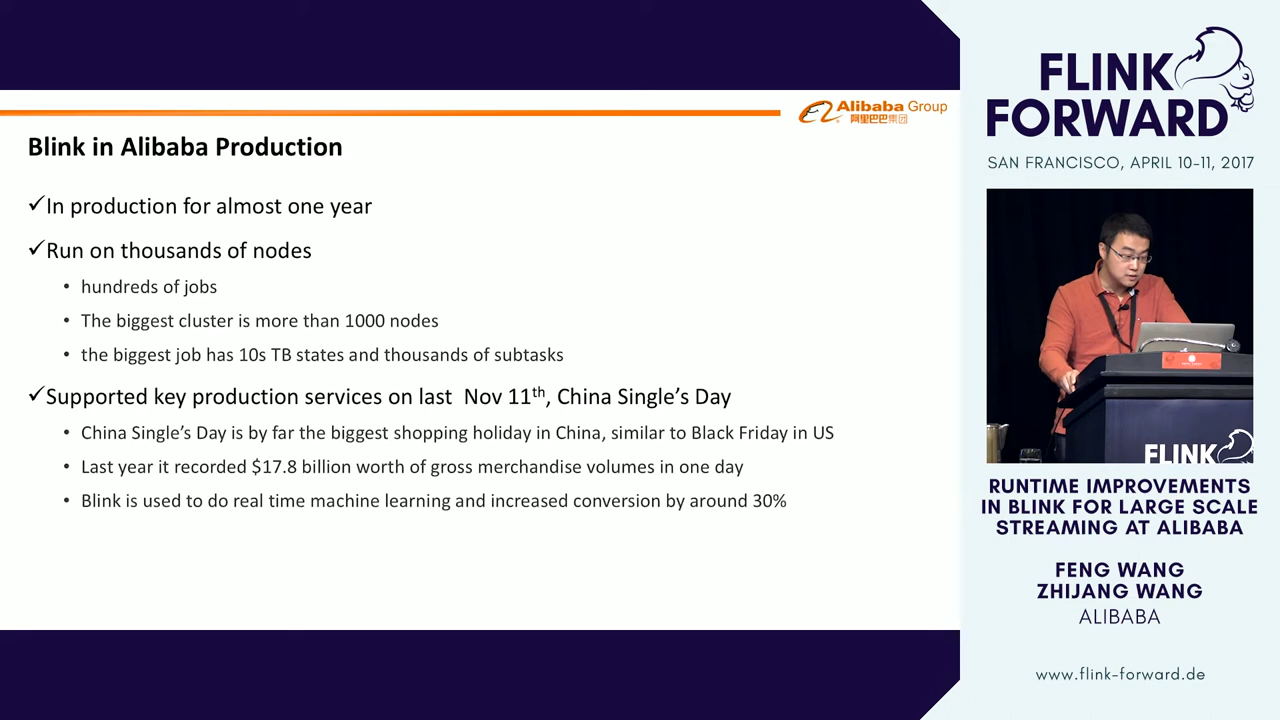 Alibaba Group
阿里巴巴集团
Blink in Alibaba Production
✓In production for almost one year
✓Run on thousands of nodes
• hundreds of jobs
• The biggest cluster is more than 1000 nodes
• the biggest job has 10s TB states and thousands of subtasks
✓Supported key production services on last Nov 11th, China Single’s Day
• China Single’s Day is by far the biggest shopping holiday in China, similar to Black Friday in US
• Last year it recorded $17.8 billion worth of gross merchandise volumes in one day
• Blink is used to do real time machine learning and increased conversion by around 30%
FLINK
FORWARD
SAN FRANCISCO, APRIL 10-11, 2017
FLINK
FORWARD
RUNTIME IMPROVEMENTS
IN BLINK FOR LARGE SCALE
STREAMING AT ALIBABA
FENG WANG
ZHIJANG WANG
ALIBABA
www.flink-forward.de